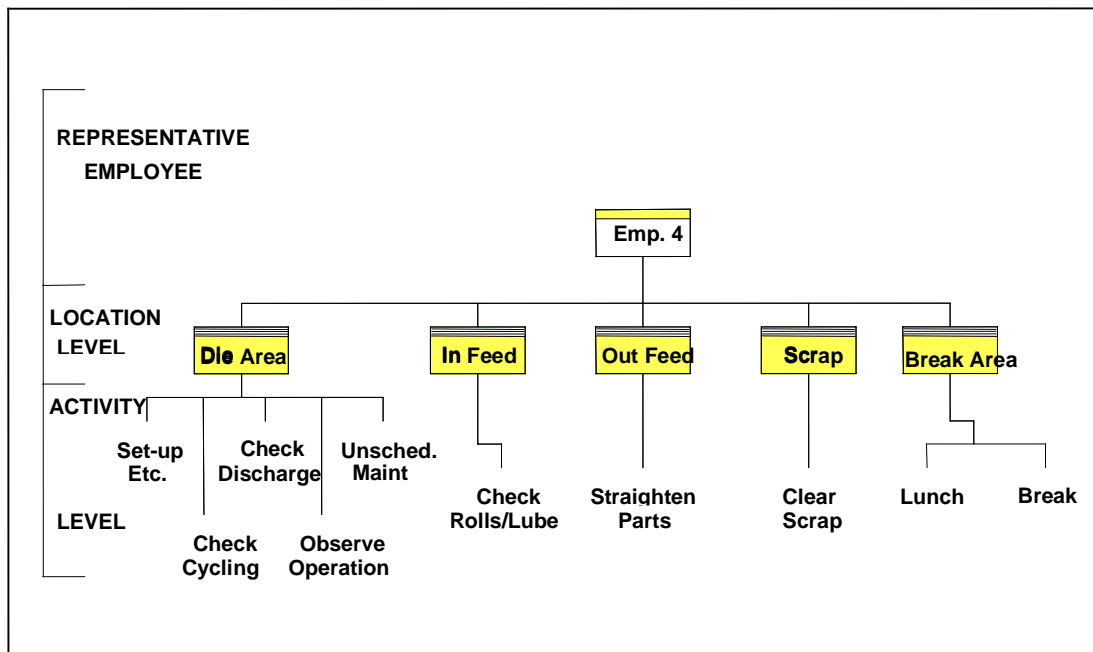 REPRESENTATIVE
EMPLOYEE
Emp. 4
LOCATION
LEVEL
Die Area
In Feed
Out Feed
Scrap
Break Area
ACTIVITY
LEVEL
Set-up
Etc.
Check
Cycling
Check
Discharge
Observe
Operation
Unsched.
Maint
Check
Rolls/Lube
Straighten
Parts
Clear
Scrap
Lunch
Break